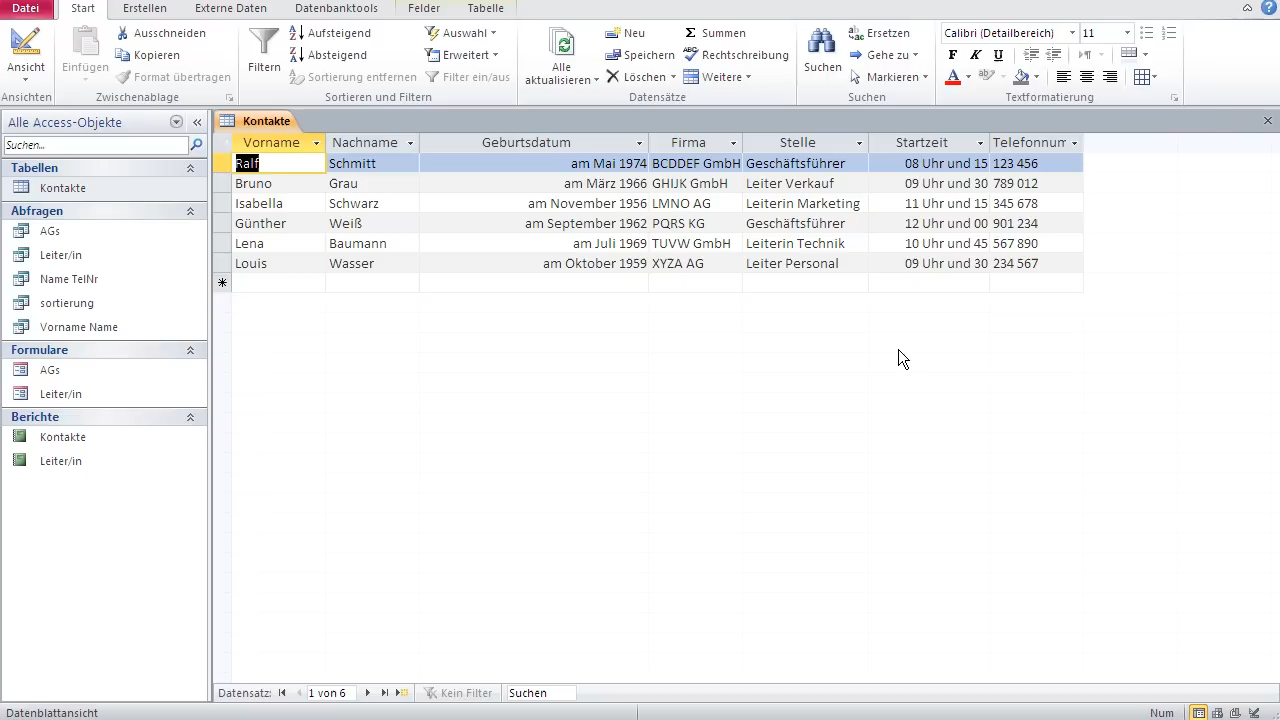 Datei Start Erstellen Externe Daten Datenbanktools Felder Tabelle
Ansicht
Ansichten
Einfügen
Ausschneiden
Kopieren
Format übertragen
Zwischenablage
Filtern
Aufsteigend
Absteigend
Sortierung entfernen
Auswahl
Erweitert
Filter ein/aus
Sortieren und Filtern
Alle
aktualisieren
Neu
Speichern
Löschen
Summen
Rechtschreibung
Weitere
Datensätze
Suchen
Ersetzen
Gehe zu
Markieren
Suchen
Calibri (Detailbereich) 11
F K U
A
Textformatierung
Alle Access-Objekte
Suchen...
Tabellen
Kontakte
Abfragen
AGs
Leiter/in
Name TelNr
sortierung
Vorname Name
Formulare
AGs
Leiter/in
Berichte
Kontakte
Leiter/in
Kontakte
Vorname Nachname Geburtsdatum Firma Stelle Startzeit Telefonnum
Ralf Schmitt am Mai 1974 BCDDEF GmbH Geschäftsführer 08 Uhr und 15 123 456
Bruno Grau am März 1966 GHIJK GmbH Leiter Verkauf 09 Uhr und 30 789 012
Isabella Schwarz am November 1956 LMNO AG Leiterin Marketing 11 Uhr und 15 345 678
Günther Weiß am September 1962 PQRS KG Geschäftsführer 12 Uhr und 00 901 234
Lena Baumann am Juli 1969 TUVW GmbH Leiterin Technik 10 Uhr und 45 567 890
Louis Wasser am Oktober 1959 XYZA AG Leiter Personal 09 Uhr und 30 234 567
Datensatz: 1 von 6 Kein Filter Suchen
Datenblattansicht Num